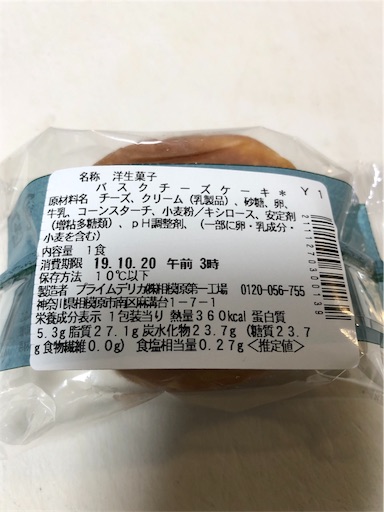 名称 洋生菓子
バスクチーズケーキ* Y1
原材料名 チーズ、クリーム(乳製品)、砂糖、卵、
牛乳、コーンスターチ、小麦粉/キシロース、安定剤
(増粘多糖類)、pH調整剤、(一部に卵・乳成分・
小麦を含む)
内容量 1食
消費期限 19.10.20 午前 3時
保存方法 10℃以下
製造者 プライムデリカ㈱相模原第一工場 0120-056-755
神奈川県相模原市南区麻溝台1-7-1
栄養成分表示 1包装当り 熱量360kcal 蛋白質
5.3g 脂質27.1g 炭水化物23.7g (糖質23.7
g 食物繊維0.0g) 食塩相当量0.27g <推定値>